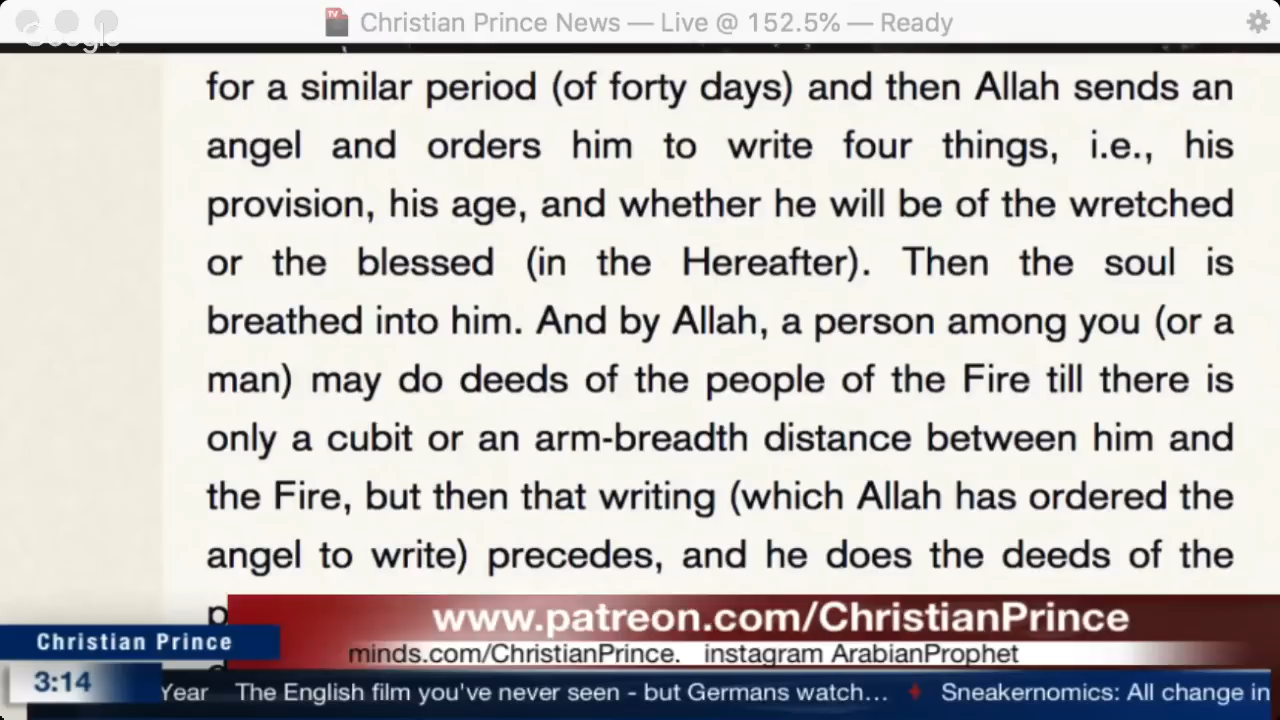 Christian Prince News — Live @ 152.5% — Ready
Google
for a similar period (of forty days) and then Allah sends an
angel and orders him to write four things, i.e., his
provision, his age, and whether he will be of the wretched
or the blessed (in the Hereafter). Then the soul is
breathed into him. And by Allah, a person among you (or a
man) may do deeds of the people of the Fire till there is
only a cubit or an arm-breadth distance between him and
the Fire, but then that writing (which Allah has ordered the
angel to write) precedes, and he does the deeds of the
p
www.patreon.com/ChristianPrince
Christian Prince
minds.com/ChristianPrince. instagram ArabianProphet
3:14
Year The English film you've never seen - but Germans watch... ♦ Sneakernomics: All change in